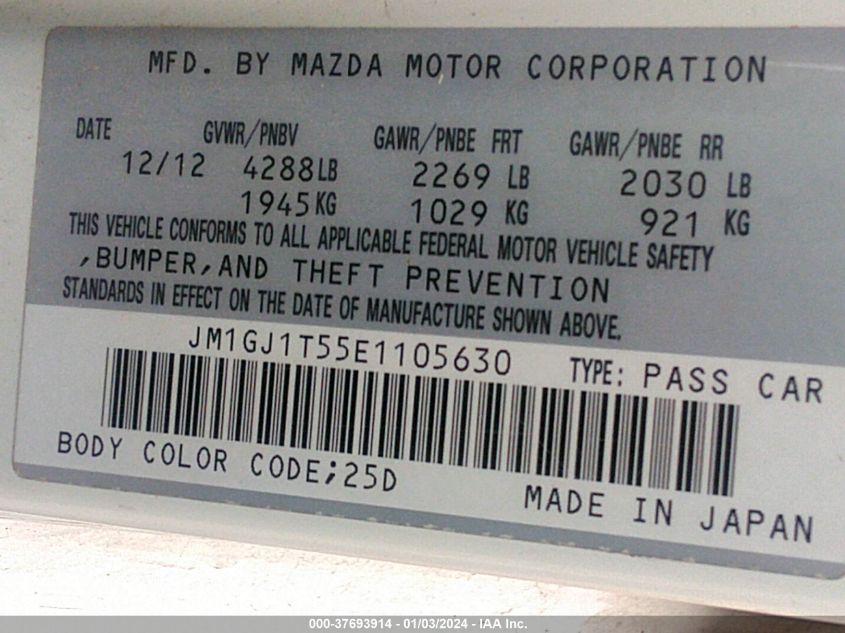 MFD. BY MAZDA MOTOR CORPORATION
DATE GVWR/PNBV GAWR/PNBE FRT GAWR/PNBE RR
12/12 4288LB 2269 LB 2030 LB
1945KG 1029 KG 921 KG
THIS VEHICLE CONFORMS TO ALL APPLICABLE FEDERAL MOTOR VEHICLE SAFETY
,BUMPER,AND THEFT PREVENTION
STANDARDS IN EFFECT ON THE DATE OF MANUFACTURE SHOWN ABOVE.
JM1GJ1T55E1105630 TYPE: PASS CAR
BODY COLOR CODE;25D
MADE IN JAPAN
000-37693914 - 01/03/2024 - IAA Inc.